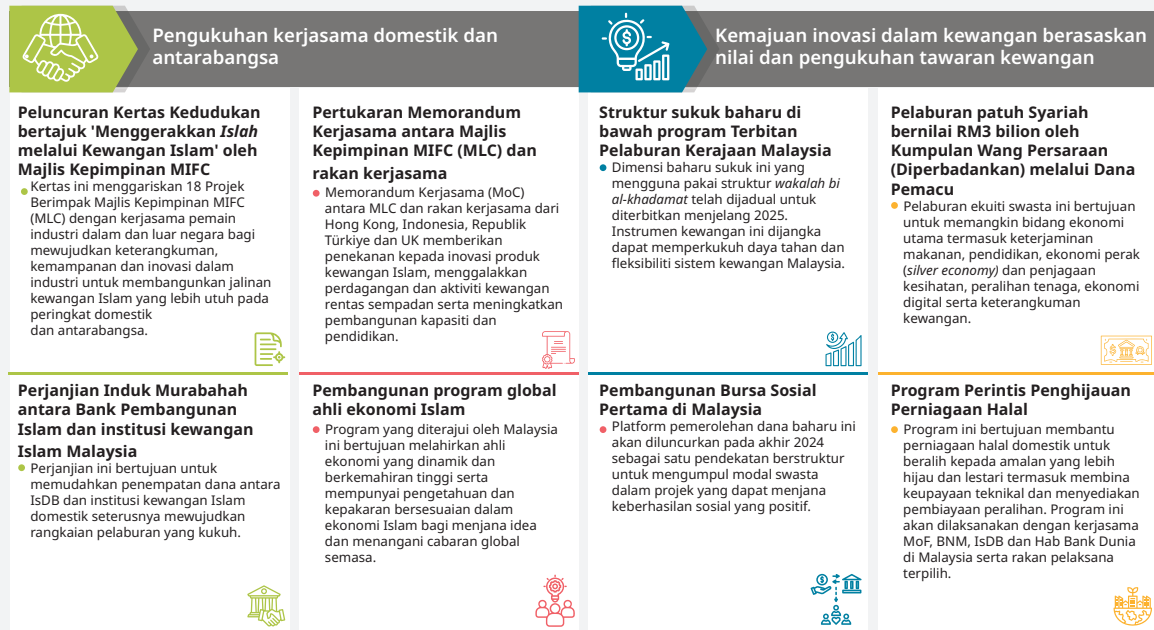 Pengukuhan kerjasama domestik dan
antarabangsa
Kemajuan inovasi dalam kewangan berasaskan
nilai dan pengukuhan tawaran kewangan
Peluncuran Kertas Kedudukan
bertajuk 'Menggerakkan Islah
melalui Kewangan Islam' oleh
Majlis Kepimpinan MIFC
Kertas ini menggariskan 18 Projek
Berimpak Majlis Kepimpinan MIFC
(MLC) dengan kerjasama pemain
industri dalam dan luar negara bagi
mewujudkan keterangkuman,
kemampanan dan inovasi dalam
industri untuk membangunkan jalinan
kewangan Islam yang lebih utuh pada
peringkat domestik
dan antarabangsa.
Pertukaran Memorandum
Kerjasama antara Majlis
Kepimpinan MIFC (MLC) dan
rakan kerjasama
Memorandum Kerjasama (MoC)
antara MLC dan rakan kerjasama dari
Hong Kong, Indonesia, Republik
Türkiye dan UK memberikan
penekanan kepada inovasi produk
kewangan Islam, menggalakkan
perdagangan dan aktiviti kewangan
rentas sempadan serta meningkatkan
pembangunan kapasiti dan
pendidikan.
Struktur sukuk baharu di
bawah program Terbitan
Pelaburan Kerajaan Malaysia
Dimensi baharu sukuk ini yang
mengguna pakai struktur wakalah bi
al-khadamat telah dijadual untuk
diterbitkan menjelang 2025.
Instrumen kewangan ini dijangka
dapat memperkukuh daya tahan dan
fleksibiliti sistem kewangan Malaysia.
Pelaburan patuh Syariah
bernilai RM3 bilion oleh
Kumpulan Wang Persaraan
(Diperbadankan) melalui Dana
Pemacu
Pelaburan ekuiti swasta ini bertujuan
untuk memangkin bidang ekonomi
utama termasuk keterjaminan
makanan, pendidikan, ekonomi perak
(silver economy) dan penjagaan
kesihatan, peralihan tenaga, ekonomi
digital serta keterangkuman
kewangan.
Perjanjian Induk Murabahah
antara Bank Pembangunan
Islam dan institusi kewangan
Islam Malaysia
Perjanjian ini bertujuan untuk
memudahkan penempatan dana antara
IsDB dan institusi kewangan Islam
domestik seterusnya mewujudkan
rangkaian pelaburan yang kukuh.
Pembangunan program global
ahli ekonomi Islam
Program yang diterajui oleh Malaysia
ini bertujuan melahirkan ahli
ekonomi yang dinamik dan
berkemahiran tinggi serta
mempunyai pengetahuan dan
kepakaran bersesuaian dalam
ekonomi Islam bagi menjana idea
dan menangani cabaran global
semasa.
Pembangunan Bursa Sosial
Pertama di Malaysia
Platform pemerolehan dana baharu ini
akan diluncurkan pada akhir 2024
sebagai satu pendekatan berstruktur
untuk mengumpul modal swasta
dalam projek yang dapat menjana
keberhasilan sosial yang positif.
Program Perintis Penghijauan
Perniagaan Halal
Program ini bertujuan membantu
perniagaan halal domestik untuk
beralih kepada amalan yang lebih
hijau dan lestari termasuk membina
keupayaan teknikal dan menyediakan
pembiayaan peralihan. Program ini
akan dilaksanakan dengan kerjasama
MoF, BNM, IsDB dan Hab Bank Dunia
di Malaysia serta rakan pelaksana
terpilih.